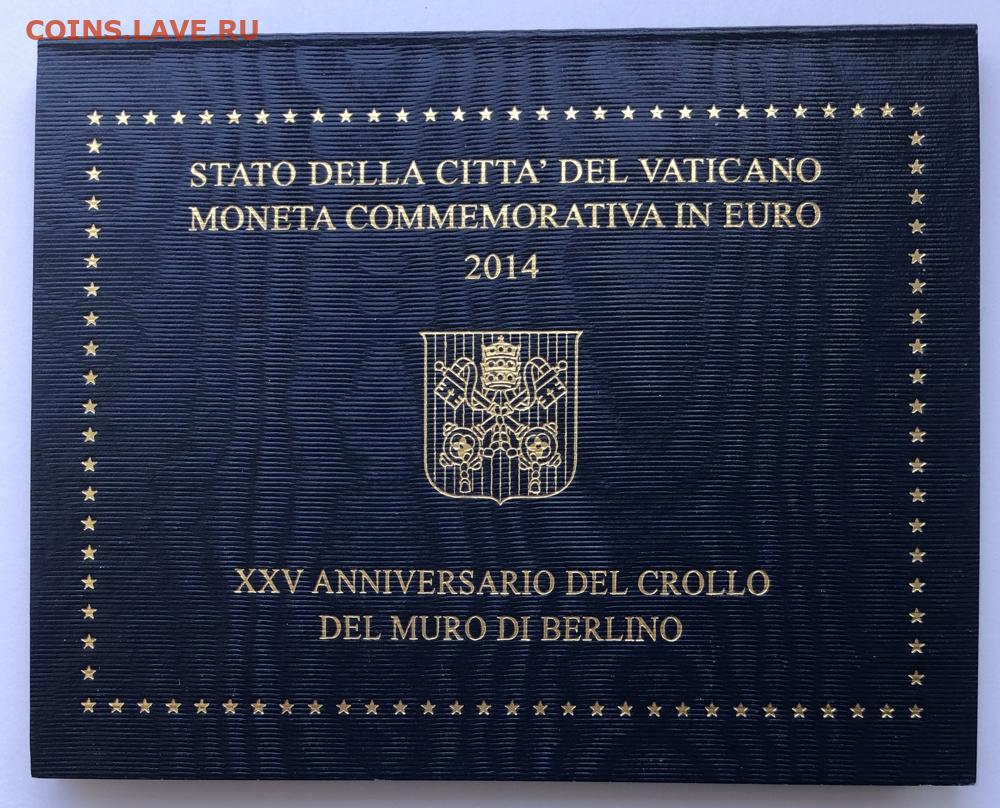 COINS.LAVE.RU
STATO DELLA CITTA' DEL VATICANO
MONETA COMMEMORATIVA IN EURO
2014
XXV ANNIVERSARIO DEL CROLLO
DEL MURO DI BERLINO